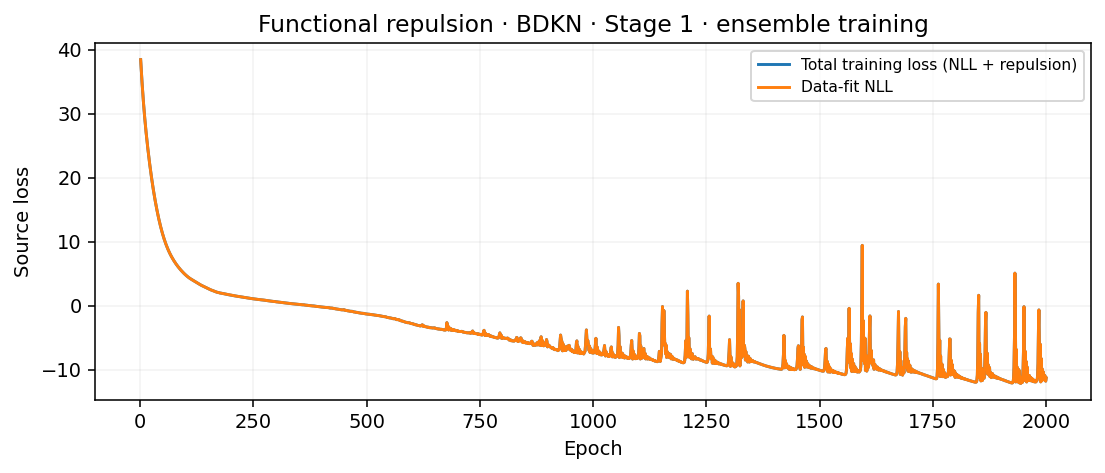 Functional repulsion · BDKN · Stage 1 · ensemble training
Total training loss (NLL + repulsion)
Data-fit NLL
Source loss
40
30
20
10
0
−10
0 250 500 750 1000 1250 1500 1750 2000
Epoch